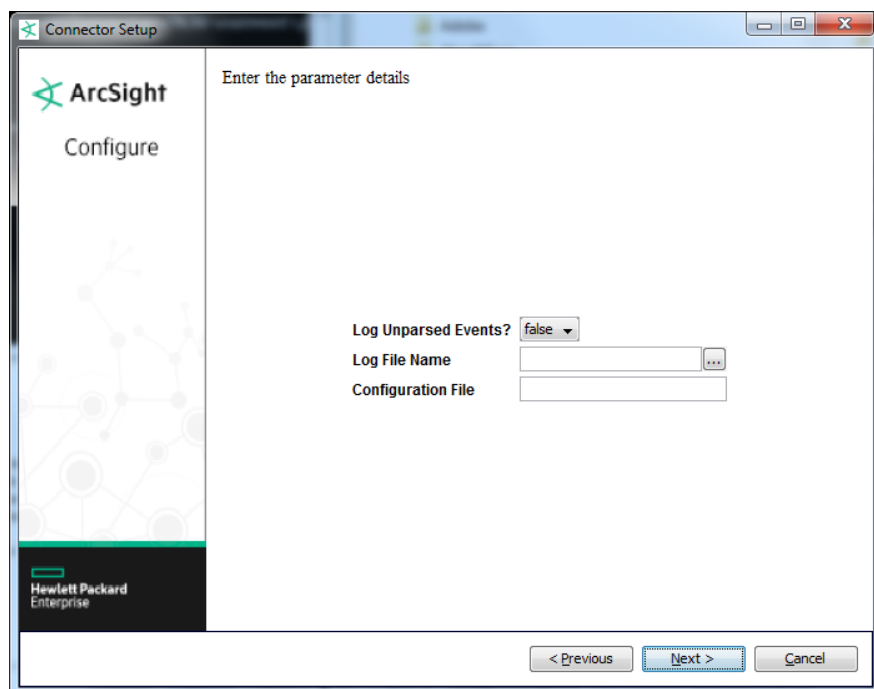 Connector Setup
ArcSight
Configure
Enter the parameter details
Log Unparsed Events? false
Log File Name ...
Configuration File
Hewlett Packard
Enterprise
< Previous Next > Cancel